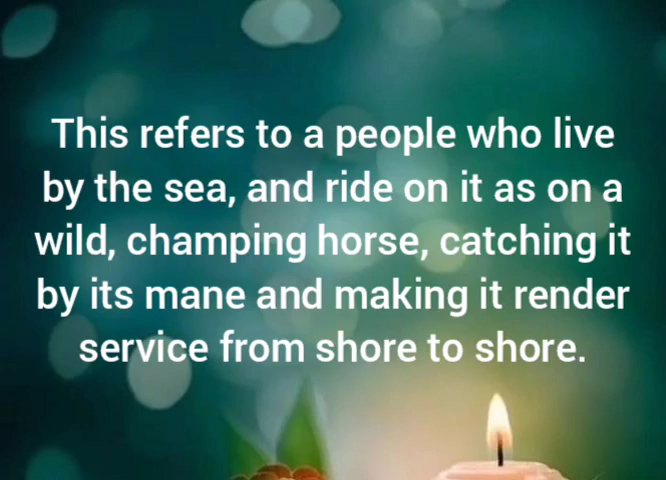 This refers to a people who live
by the sea, and ride on it as on a
wild, champing horse, catching it
by its mane and making it render
service from shore to shore.